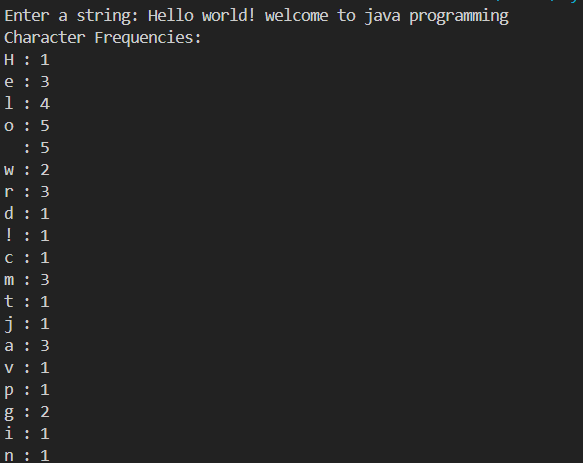 Enter a string: Hello world! welcome to java programming
Character Frequencies:
H : 1
e : 3
l : 4
o : 5
  : 5
w : 2
r : 3
d : 1
! : 1
c : 1
m : 3
t : 1
j : 1
a : 3
v : 1
p : 1
g : 2
i : 1
n : 1